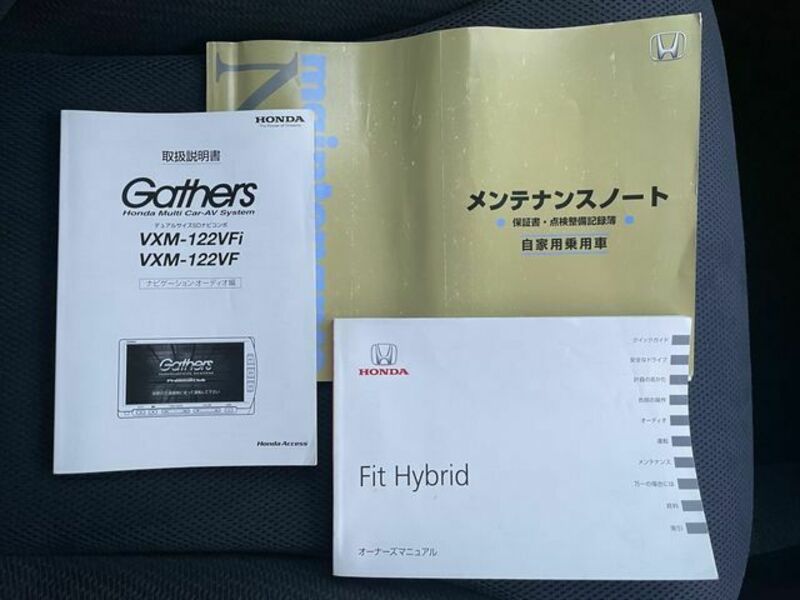 HONDA
The Power of Dreams
取扱説明書
Gathers
Honda Multi Car-AV System
デュアルサイズSDナビコンポ
VXM-122VFi
VXM-122VF
ナビゲーション・オーディオ編
Gathers
Honda Access
maintenance
N
メンテナンスノート
保証書・点検整備記録簿
自家用乗用車
HONDA
Fit Hybrid
オーナーズマニュアル
クイックガイド
安全なドライブ
計器の見かた
各部の操作
オーディオ
運転
メンテナンス
万一の場合には
資料
索引